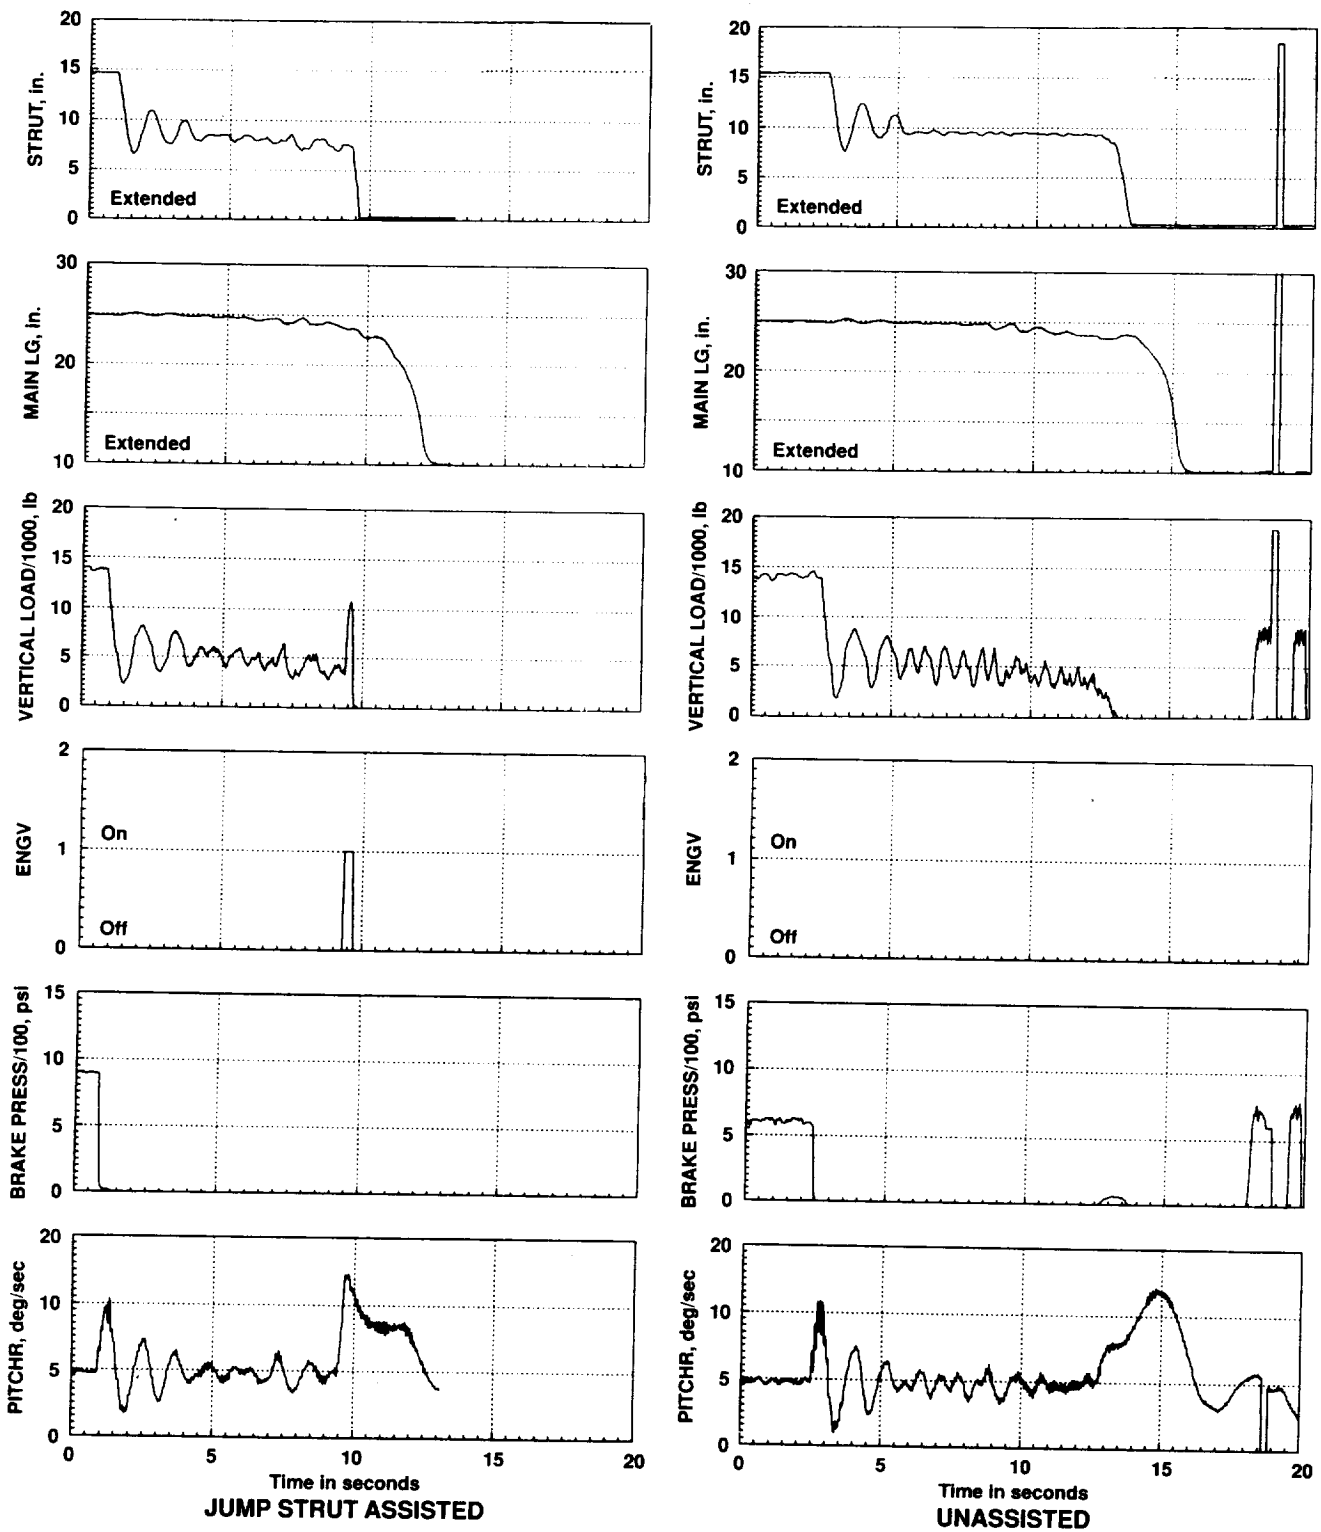 20
15
10
5
0
STRUT, in.
Extended
30
20
10
MAIN LG, in.
Extended
20
15
10
5
0
VERTICAL LOAD/1000, lb
2
1
0
ENGV
On
Off
15
10
5
0
BRAKE PRESS/100, psi
20
10
5
0
PITCHR, deg/sec
0 5 10 15 20
Time in seconds
JUMP STRUT ASSISTED
20
15
10
5
0
STRUT, in.
Extended
30
20
10
MAIN LG, in.
Extended
20
15
10
5
0
VERTICAL LOAD/1000, lb
2
1
0
ENGV
On
Off
15
10
5
0
BRAKE PRESS/100, psi
20
10
5
0
PITCHR, deg/sec
0 5 10 15 20
Time in seconds
UNASSISTED